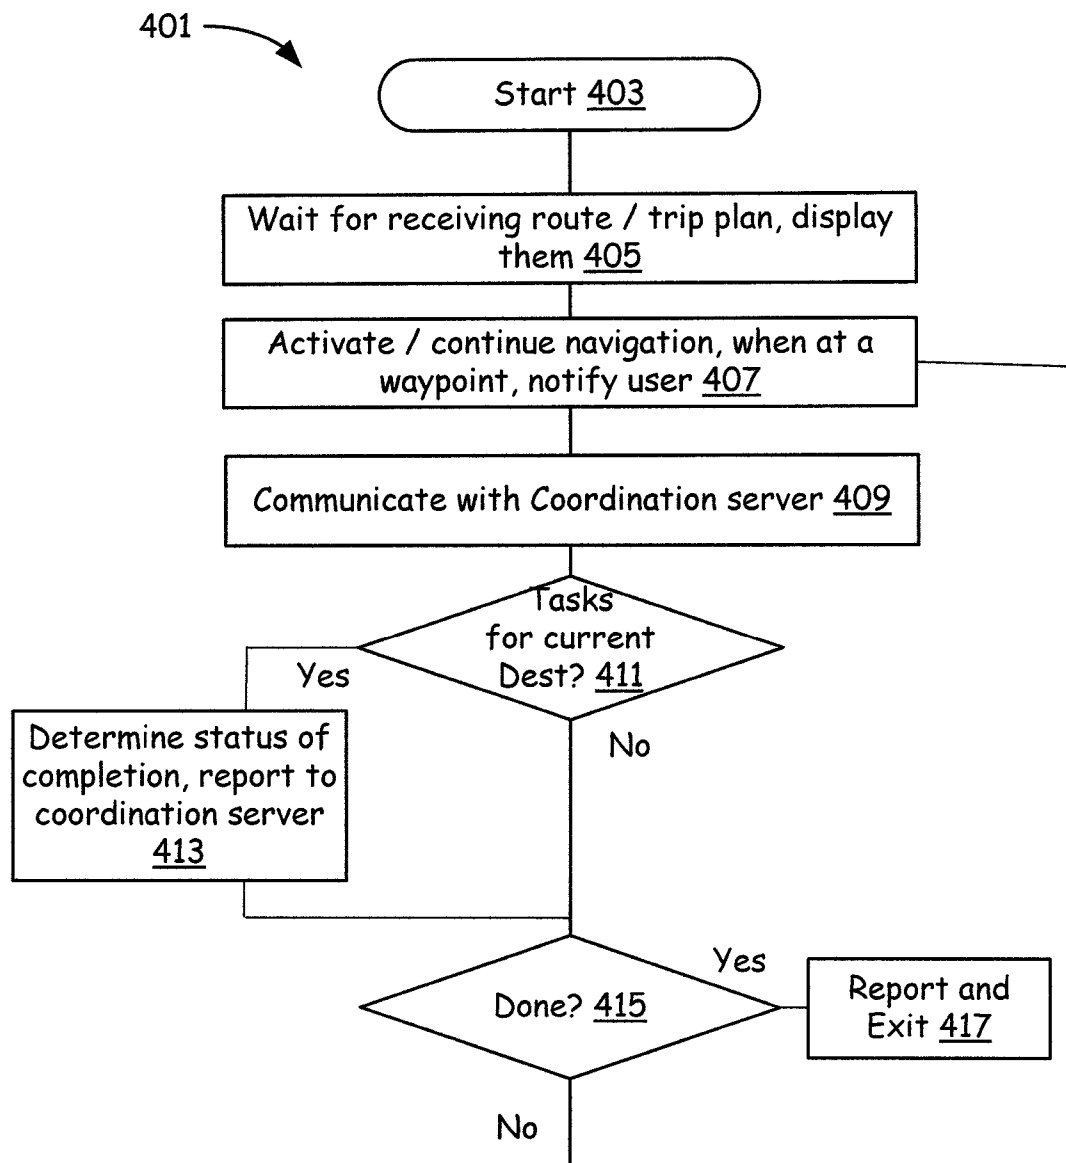 401
Start 403
Wait for receiving route / trip plan, display
them 405
Activate / continue navigation, when at a
waypoint, notify user 407
Communicate with Coordination server 409
Tasks
for current
Dest? 411
Yes
No
Determine status of
completion, report to
coordination server
413
Done? 415
Yes
Report and
Exit 417
No